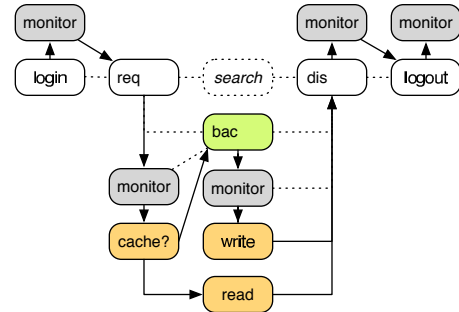 monitor
monitor
monitor
login
req
search
dis
logout
bac
monitor
monitor
cache?
write
read